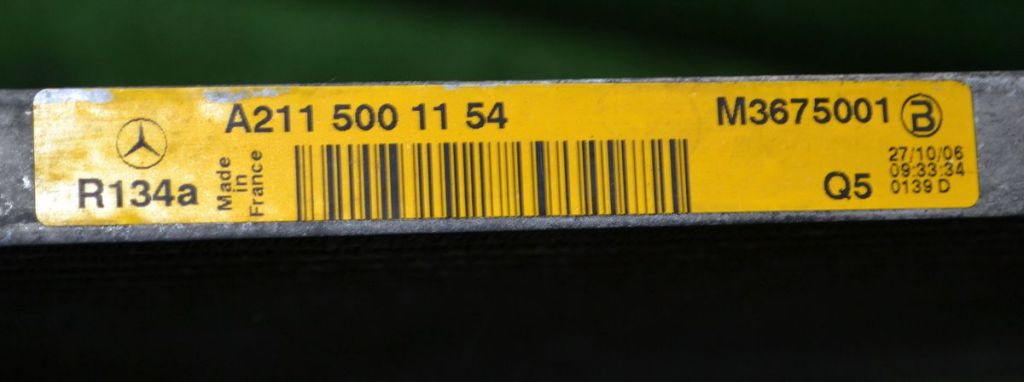 A211 500 11 54
M3675001 B
R134a
Made
in
France
Q5
27/10/06
09:33:34
0139 D